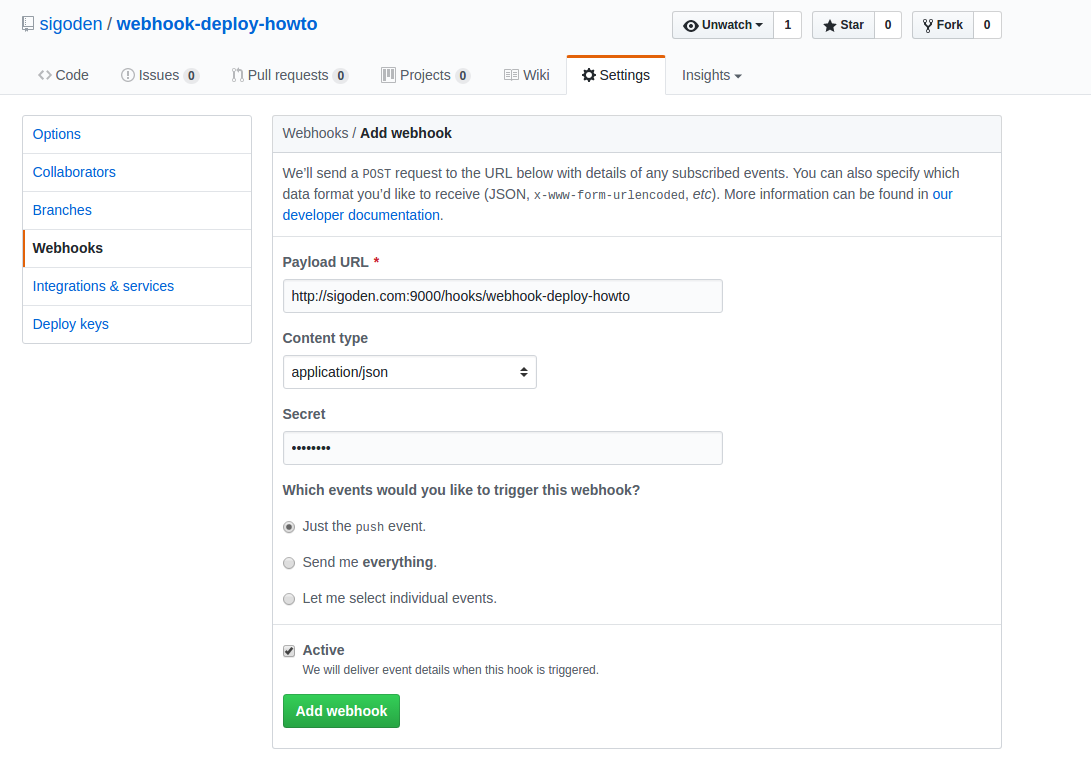 sigoden / webhook-deploy-howto
Unwatch 1 Star 0 Fork 0
Code Issues 0 Pull requests 0 Projects 0 Wiki Settings Insights
Options
Collaborators
Branches
Webhooks
Integrations & services
Deploy keys
Webhooks / Add webhook
We'll send a POST request to the URL below with details of any subscribed events. You can also specify which
data format you'd like to receive (JSON, x-www-form-urlencoded, etc). More information can be found in our
developer documentation.
Payload URL *
http://sigoden.com:9000/hooks/webhook-deploy-howto
Content type
application/json
Secret
••••••••
Which events would you like to trigger this webhook?
Just the push event.
Send me everything.
Let me select individual events.
Active
We will deliver event details when this hook is triggered.
Add webhook